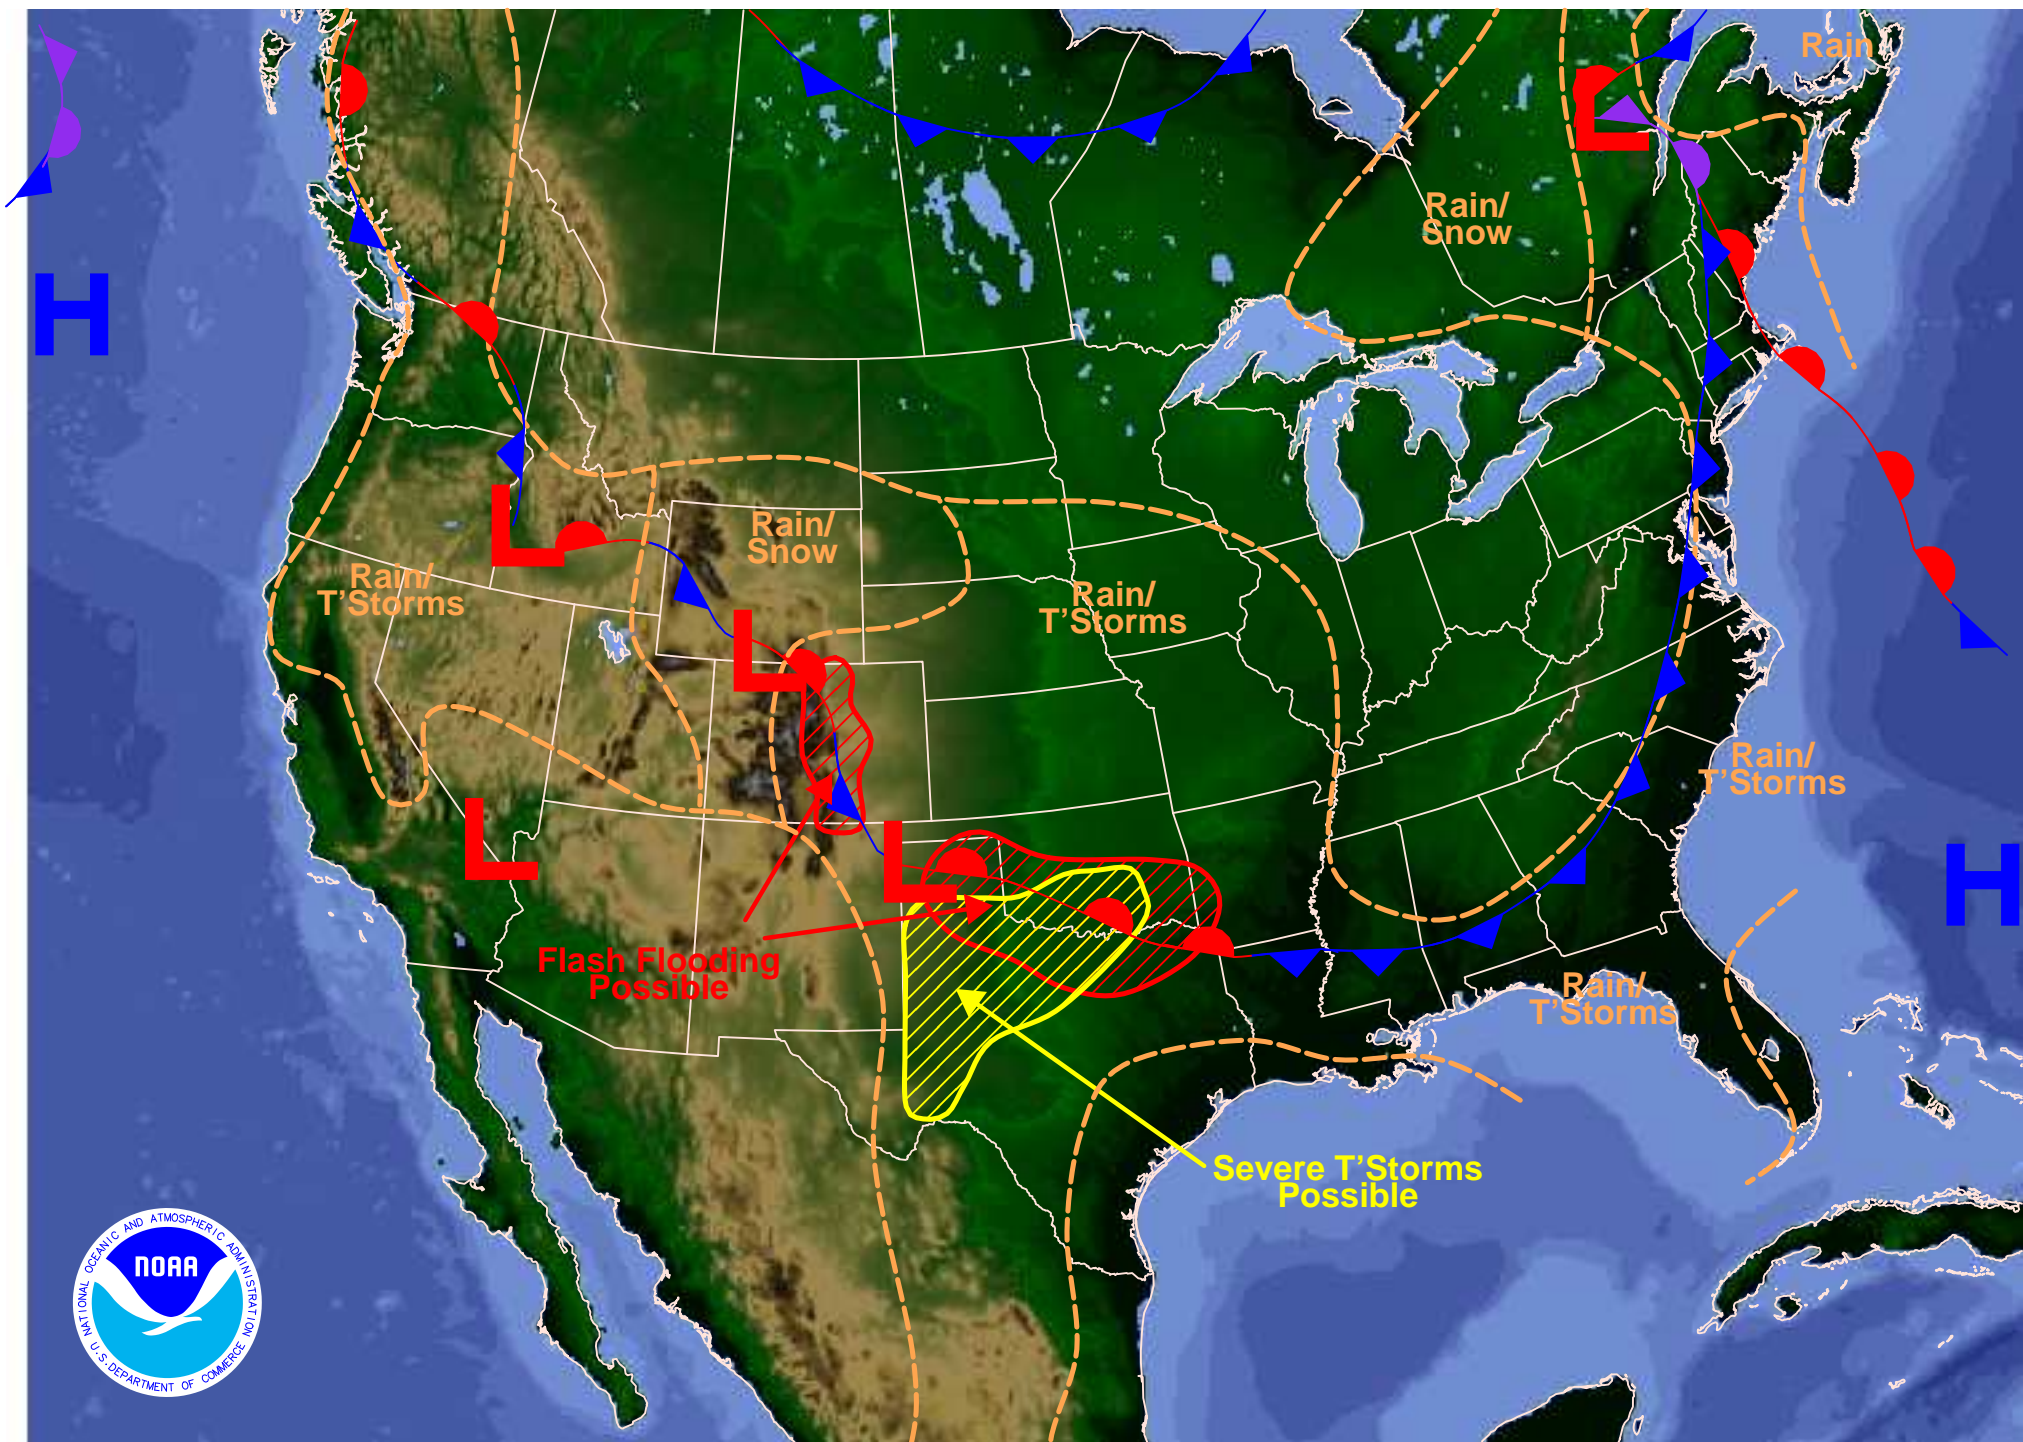 Rain
H
L
Rain/
Snow
L
Rain/
Snow
Rain/
T'Storms
Rain/
T'Storms
L
Rain/
T'Storms
L
L
H
Flash Flooding
Possible
Rain/
T'Storms
Severe T'Storms
Possible
NATIONAL OCEANIC AND ATMOSPHERIC ADMINISTRATION
NOAA
U.S. DEPARTMENT OF COMMERCE